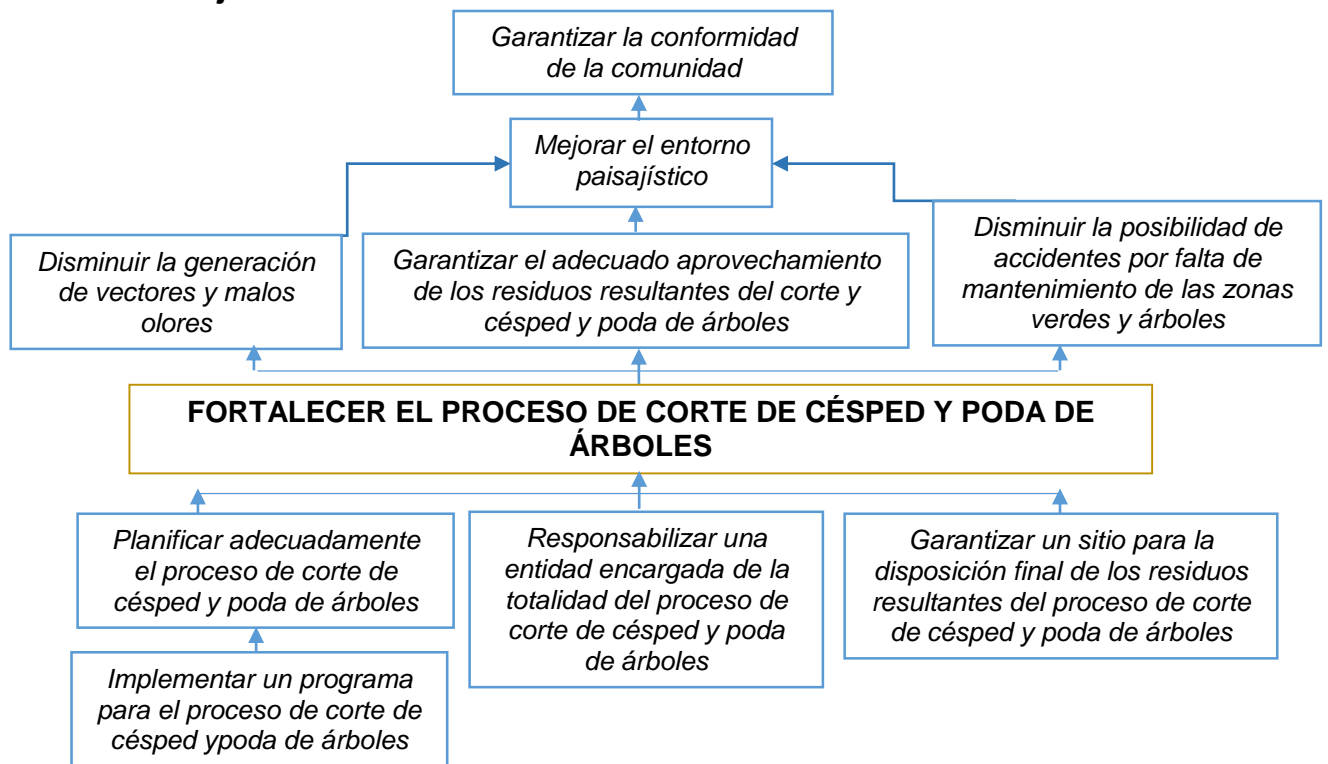 Garantizar la conformidad
de la comunidad
Mejorar el entorno
paisajístico
Disminuir la generación
de vectores y malos
olores
Garantizar el adecuado aprovechamiento
de los residuos resultantes del corte y
césped y poda de árboles
Disminuir la posibilidad de
accidentes por falta de
mantenimiento de las zonas
verdes y árboles
FORTALECER EL PROCESO DE CORTE DE CÉSPED Y PODA DE
ÁRBOLES
Planificar adecuadamente
el proceso de corte de
césped y poda de árboles
Responsabilizar una
entidad encargada de la
totalidad del proceso de
corte de césped y poda
de árboles
Garantizar un sitio para la
disposición final de los residuos
resultantes del proceso de corte
de césped y poda de árboles
Implementar un programa
para el proceso de corte de
césped ypoda de árboles